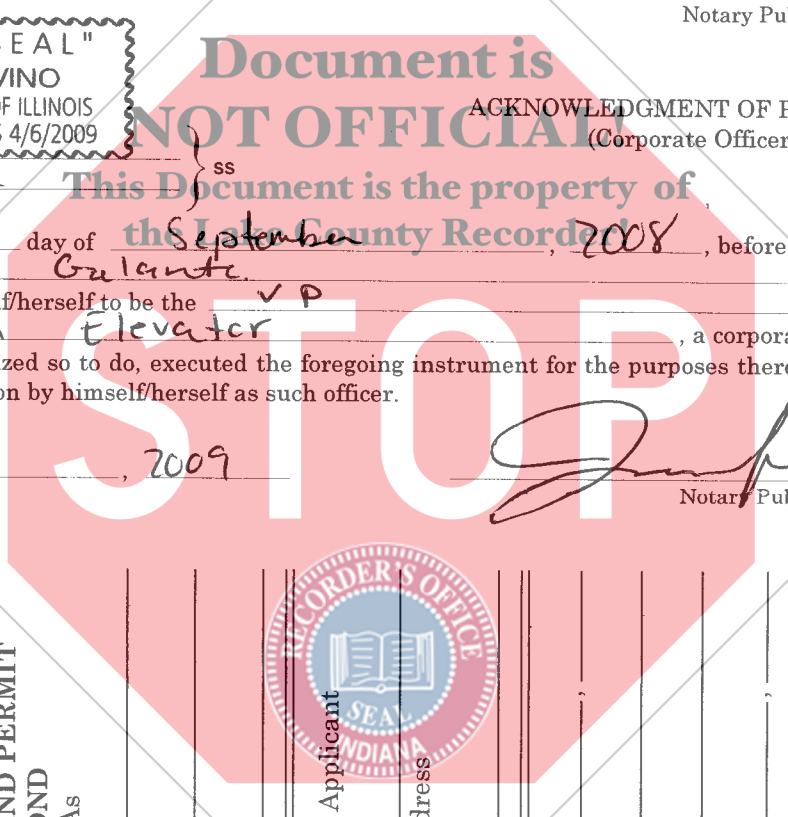 Notary Pu
SEAL"
VINO
OF ILLINOIS
S 4/6/2009
Document is
NOT OFFICIAL!
This Document is the property of
the Lake County Recorder!
ACKNOWLEDGMENT OF P
(Corporate Officer
} ss
day of September , 2008 , before
Galante
f/herself to be the VP
Elevator , a corpora
zed so to do, executed the foregoing instrument for the purposes there
on by himself/herself as such officer.
, 2009
Notary Pub
STOP
RECORDER'S OFFICE
SEAL
INDIANA
ND PERMIT
OND
As
Applicant
dress